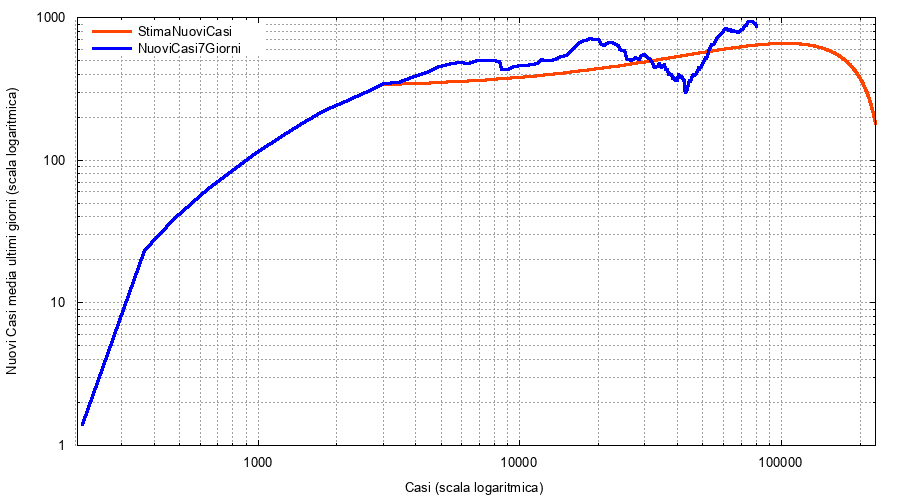 1000
StimaNuoviCasi
NuoviCasi7Giorni
100
10
1
Nuovi Casi media ultimi giorni (scala logaritmica)
1000
10000
100000
Casi (scala logaritmica)